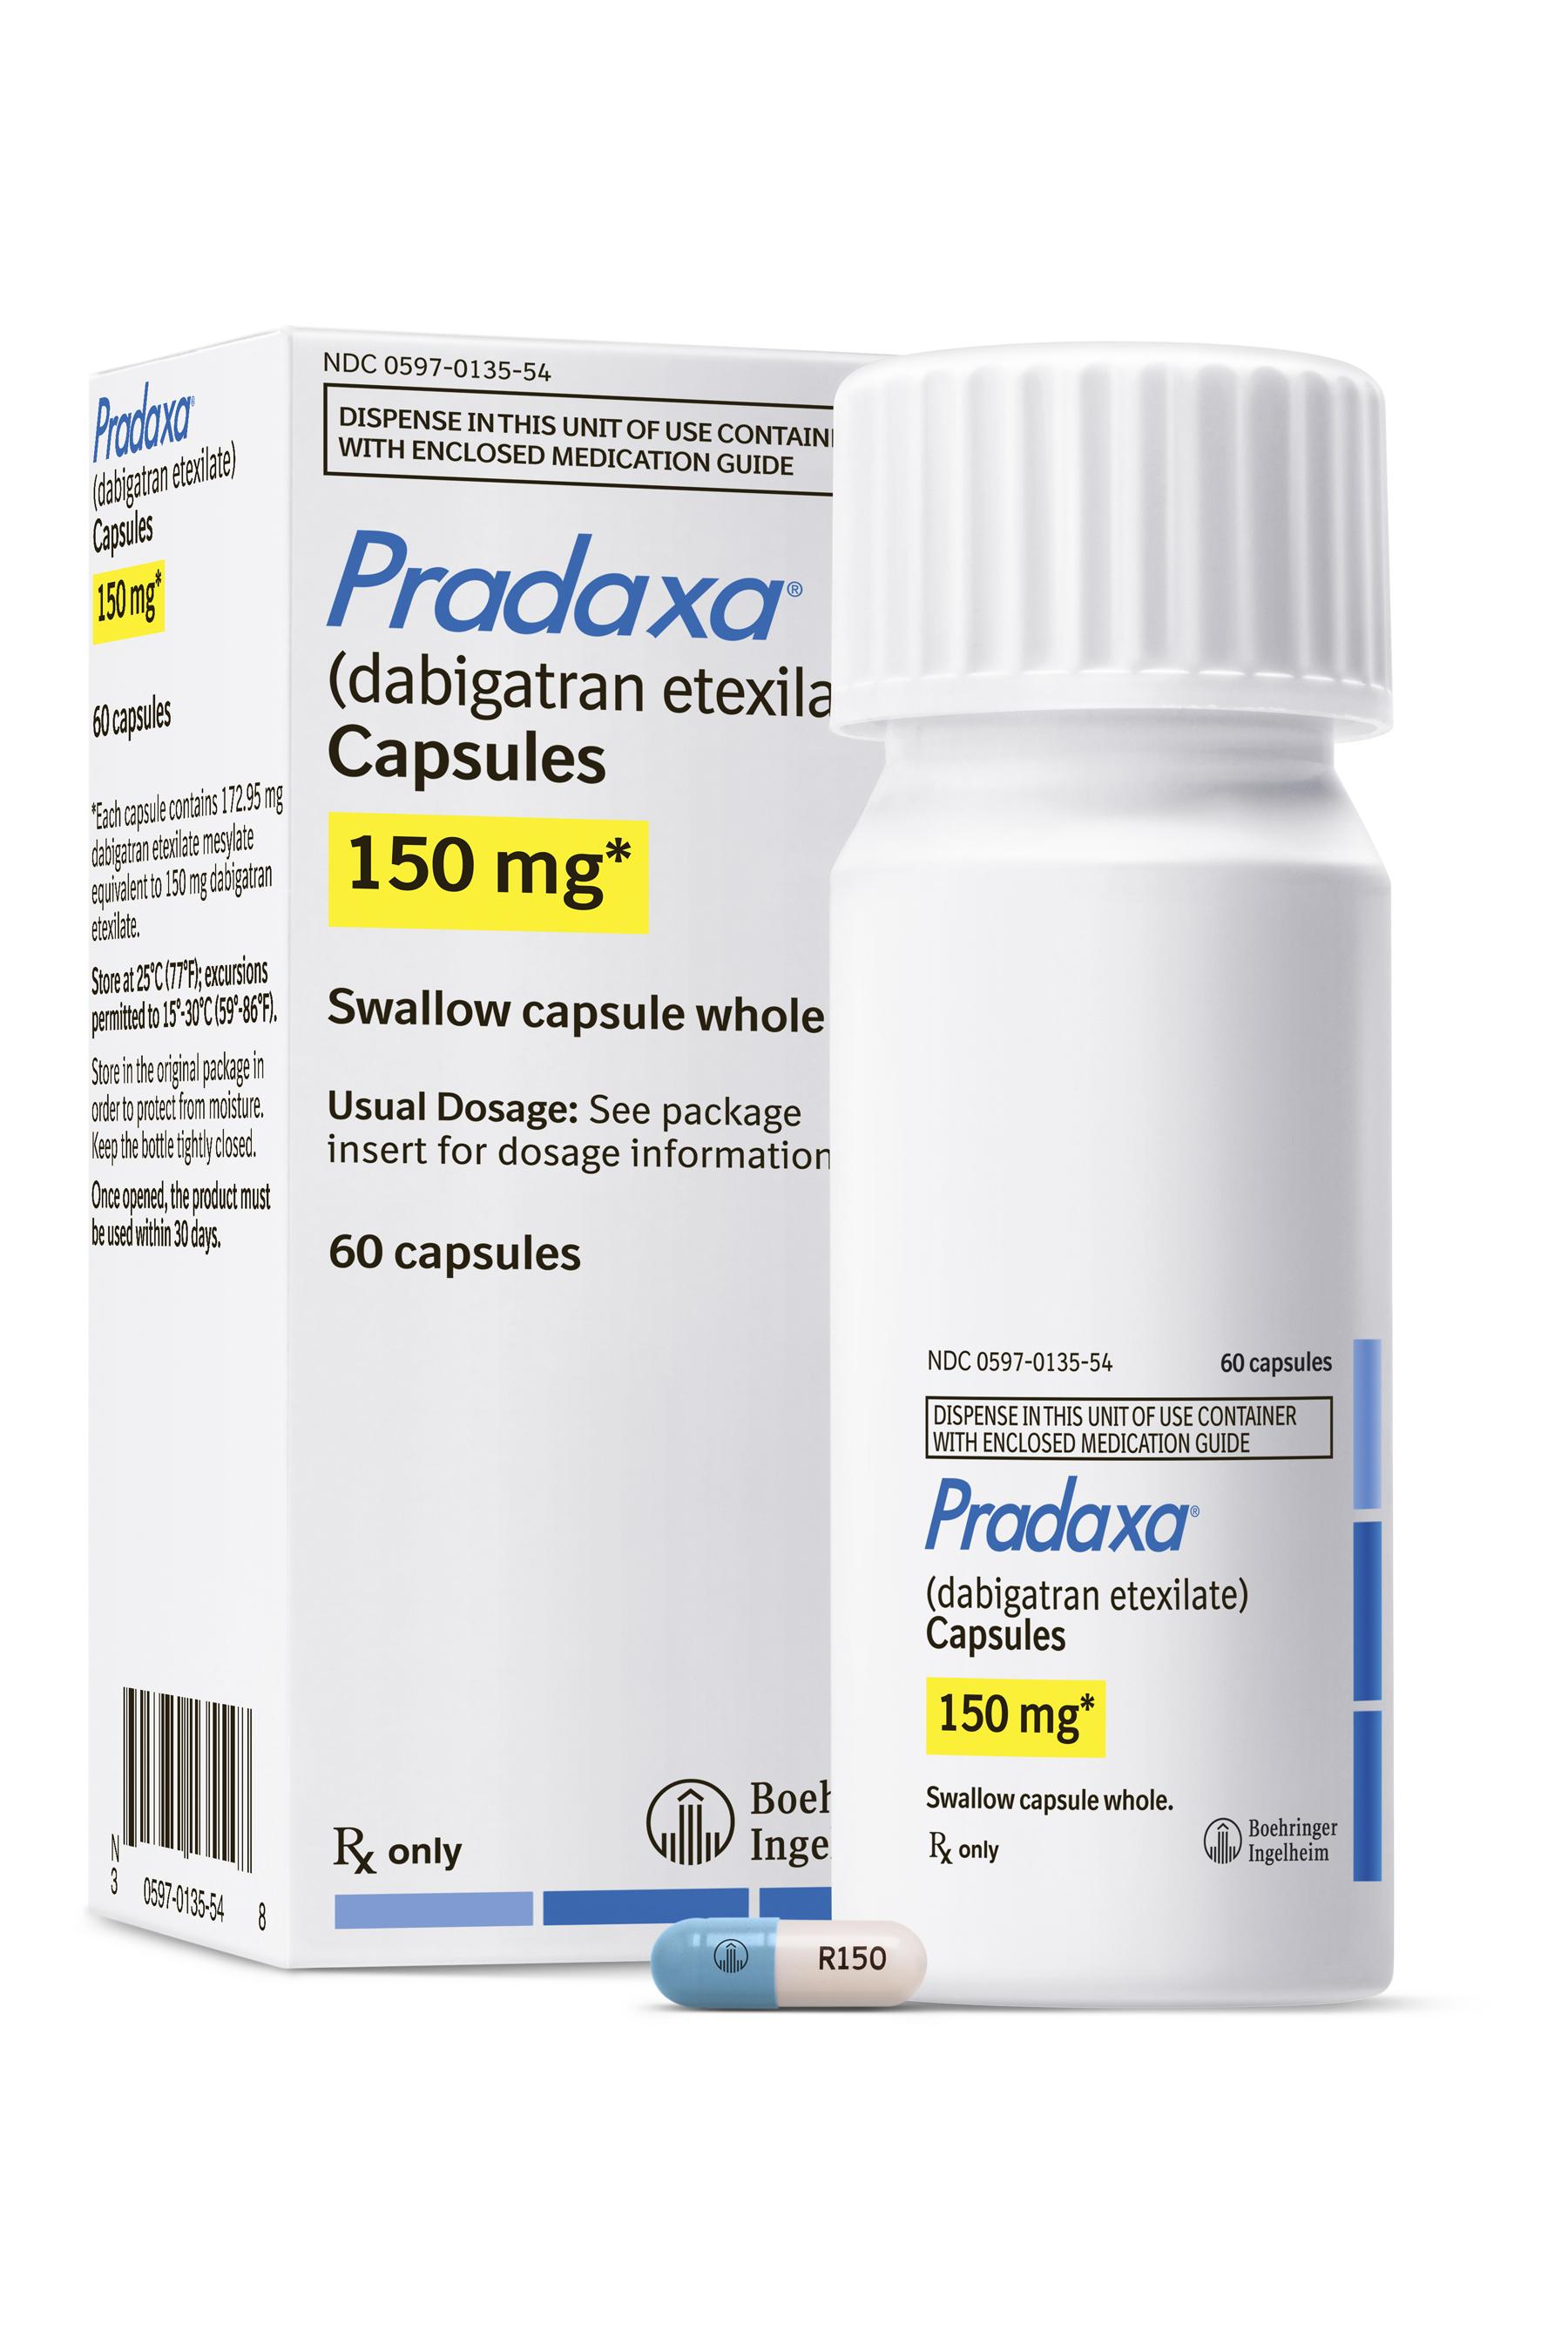 Pradaxa®
(dabigatran etexilate)
Capsules
150 mg*
60 capsules
*Each capsule contains 172.95 mg
dabigatran etexilate mesylate
equivalent to 150 mg dabigatran
etexilate.
Store at 25°C (77°F); excursions
permitted to 15°-30°C (59°-86°F).
Store in the original package in
order to protect from moisture.
Keep the bottle tightly closed.
Once opened, the product must
be used within 30 days.
N
3 0597-0135-54 8
NDC 0597-0135-54
DISPENSE IN THIS UNIT OF USE CONTAIN
WITH ENCLOSED MEDICATION GUIDE
Pradaxa®
(dabigatran etexila
Capsules
150 mg*
Swallow capsule whole
Usual Dosage: See package
insert for dosage information
60 capsules
Rx only
Boeh
Inge
NDC 0597-0135-54 60 capsules
DISPENSE IN THIS UNIT OF USE CONTAINER
WITH ENCLOSED MEDICATION GUIDE
Pradaxa®
(dabigatran etexilate)
Capsules
150 mg*
Swallow capsule whole.
Rx only
Boehringer
Ingelheim
R150